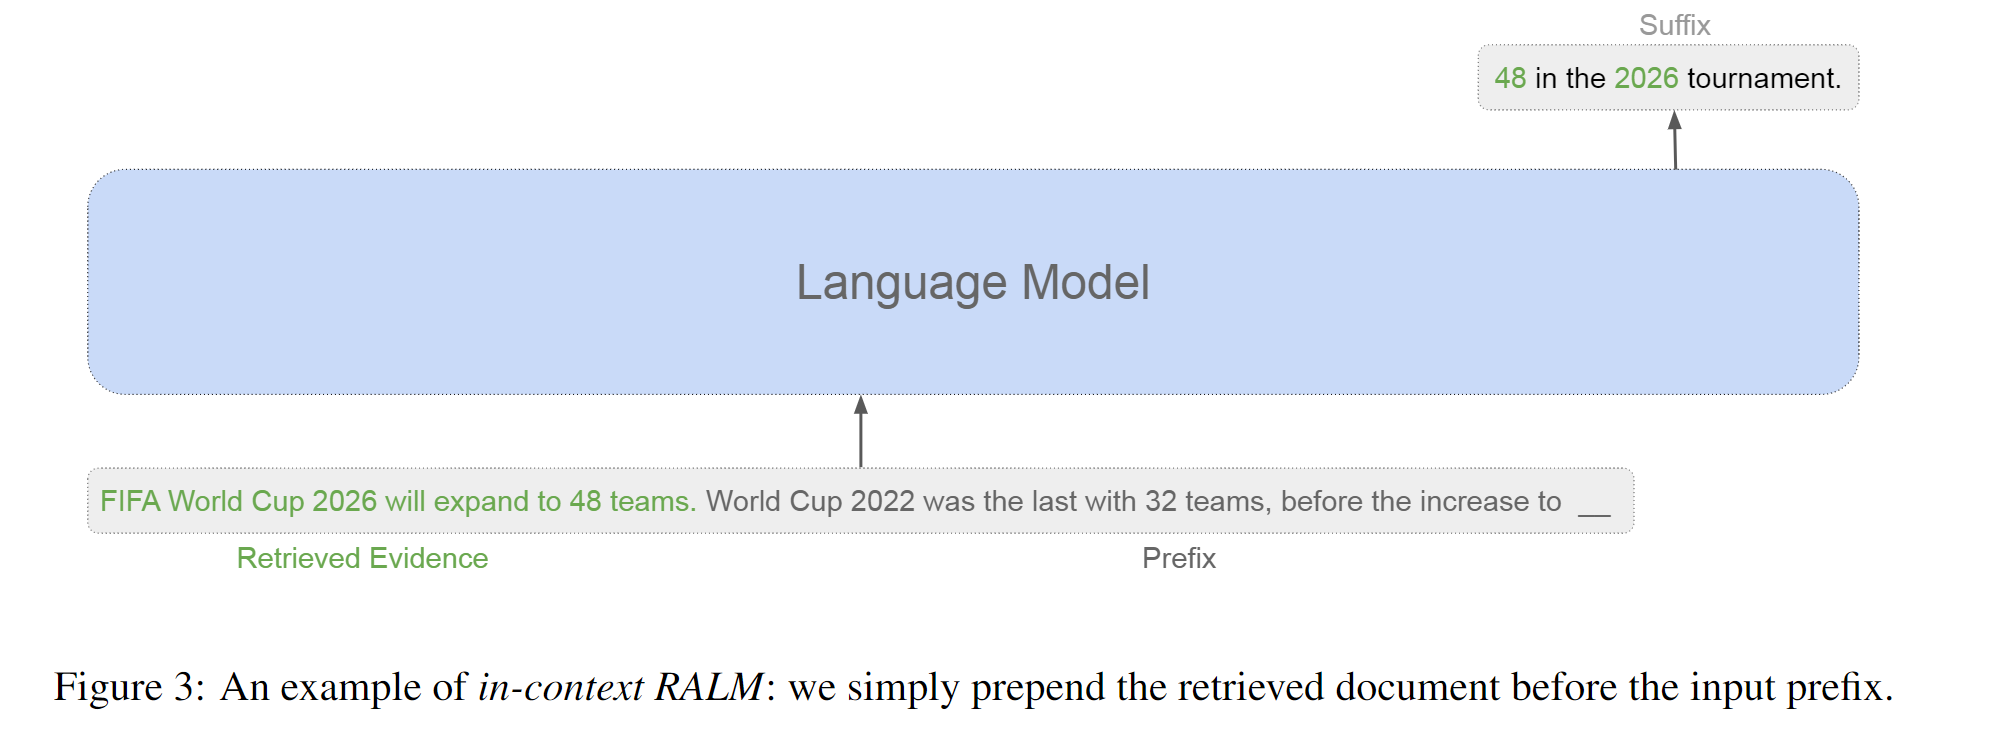 Suffix
48 in the 2026 tournament.
Language Model
FIFA World Cup 2026 will expand to 48 teams. World Cup 2022 was the last with 32 teams, before the increase to __
Retrieved Evidence
Prefix
Figure 3: An example of in-context RALM: we simply prepend the retrieved document before the input prefix.